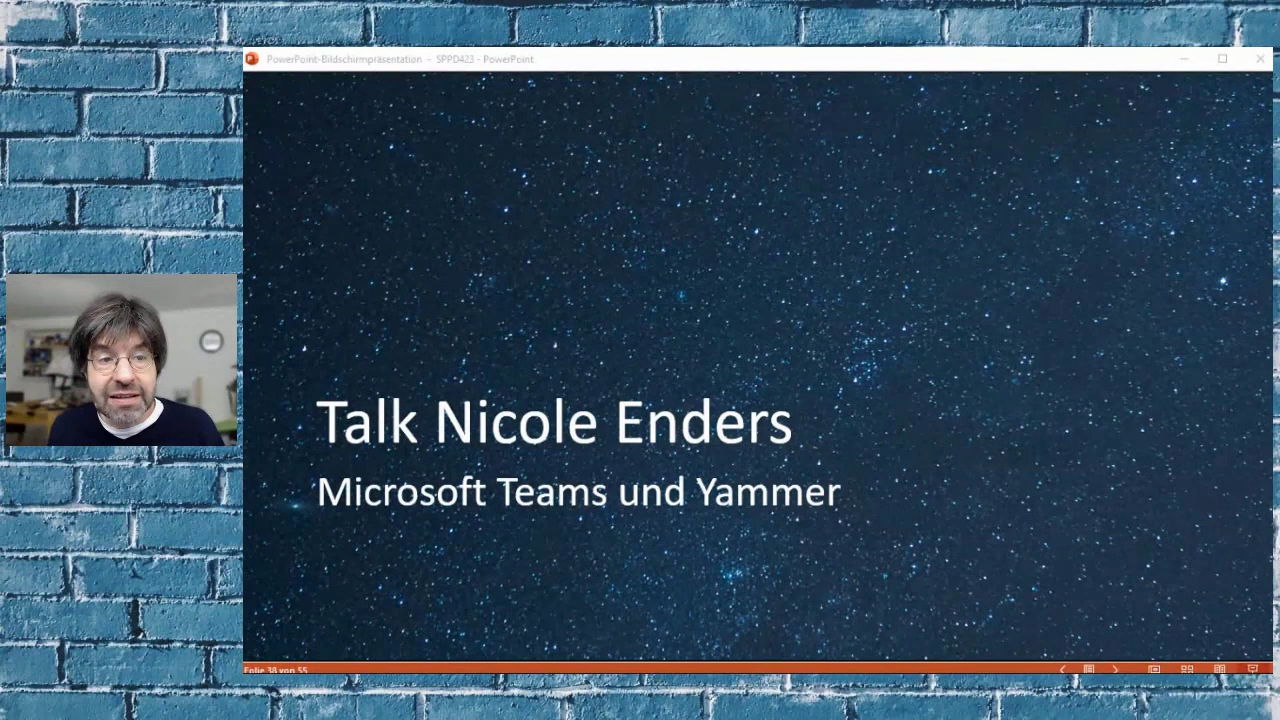 PowerPoint-Bildschirmpräsentation - SPPD423 - PowerPoint
Talk Nicole Enders
Microsoft Teams und Yammer
Folie 38 von 55